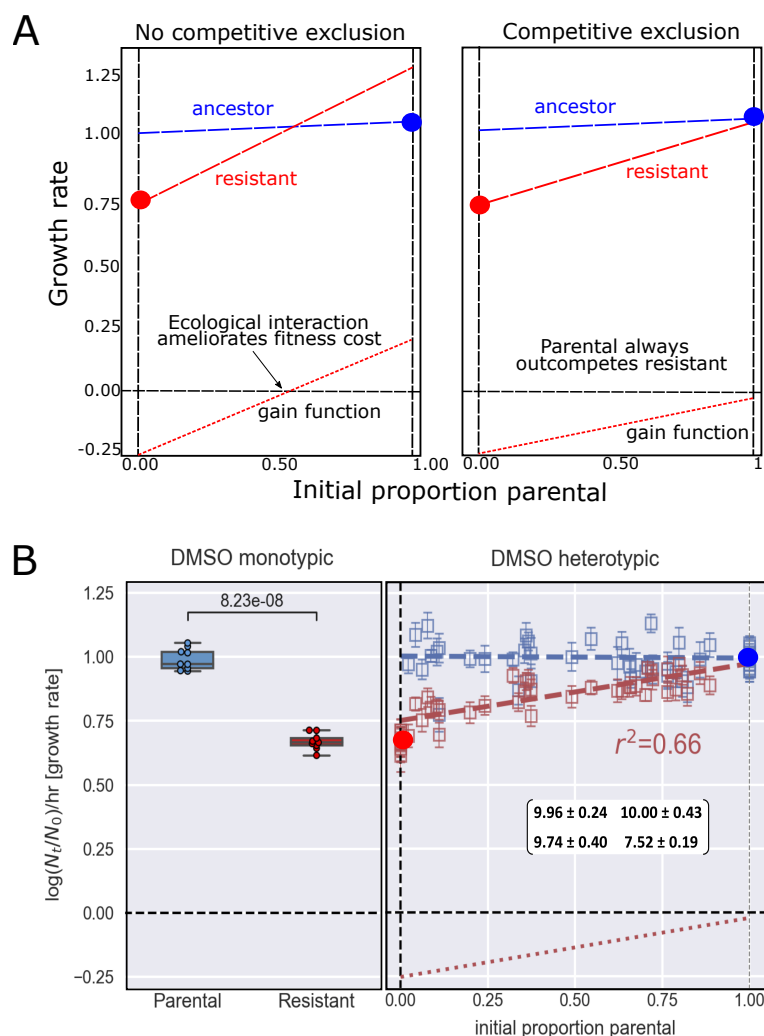 A
No competitive exclusion
Competitive exclusion
Growth rate
1.25
1.00
0.75
0.50
0.25
0.00
-0.25
ancestor
resistant
Ecological interaction
ameliorates fitness cost
gain function
0.00
0.50
1.00
ancestor
resistant
Parental always
outcompetes resistant
gain function
0.00
0.50
1
Initial proportion parental
B
DMSO monotypic
DMSO heterotypic
log(Nt/N0)/hr [growth rate]
1.25
1.00
0.75
0.50
0.25
0.00
−0.25
8.23e-08
Parental
Resistant
r²=0.66
9.96 ± 0.24 10.00 ± 0.43
9.74 ± 0.40 7.52 ± 0.19
0.00
0.25
0.50
0.75
1.00
initial proportion parental